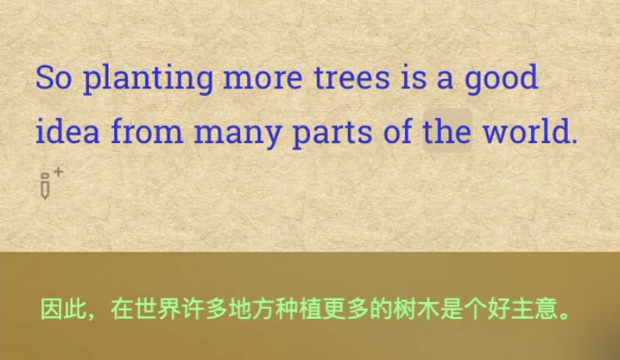 So planting more trees is a good
idea from many parts of the world.
因此，在世界许多地方种植更多的树木是个好主意。